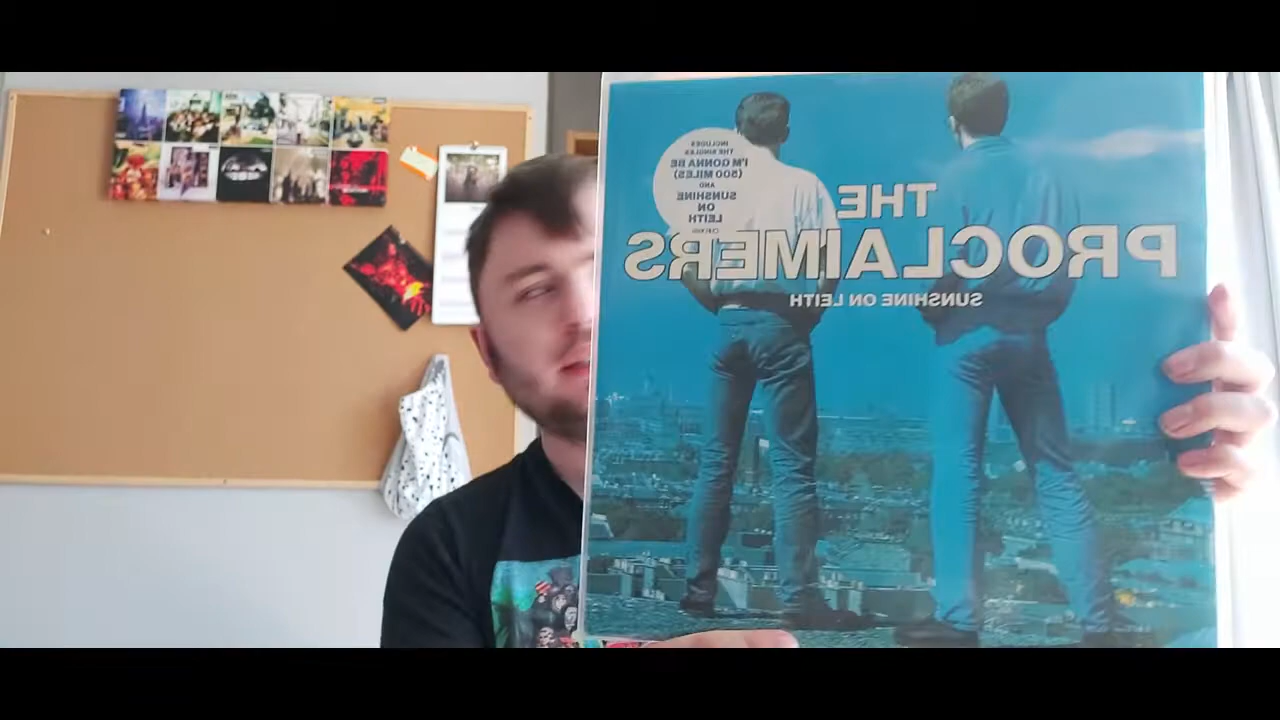 INCLUDES
THE SINGLES
I'M GONNA BE
(500 MILES)
AND
SUNSHINE
ON
LEITH
THE
PROCLAIMERS
SUNSHINE ON LEITH